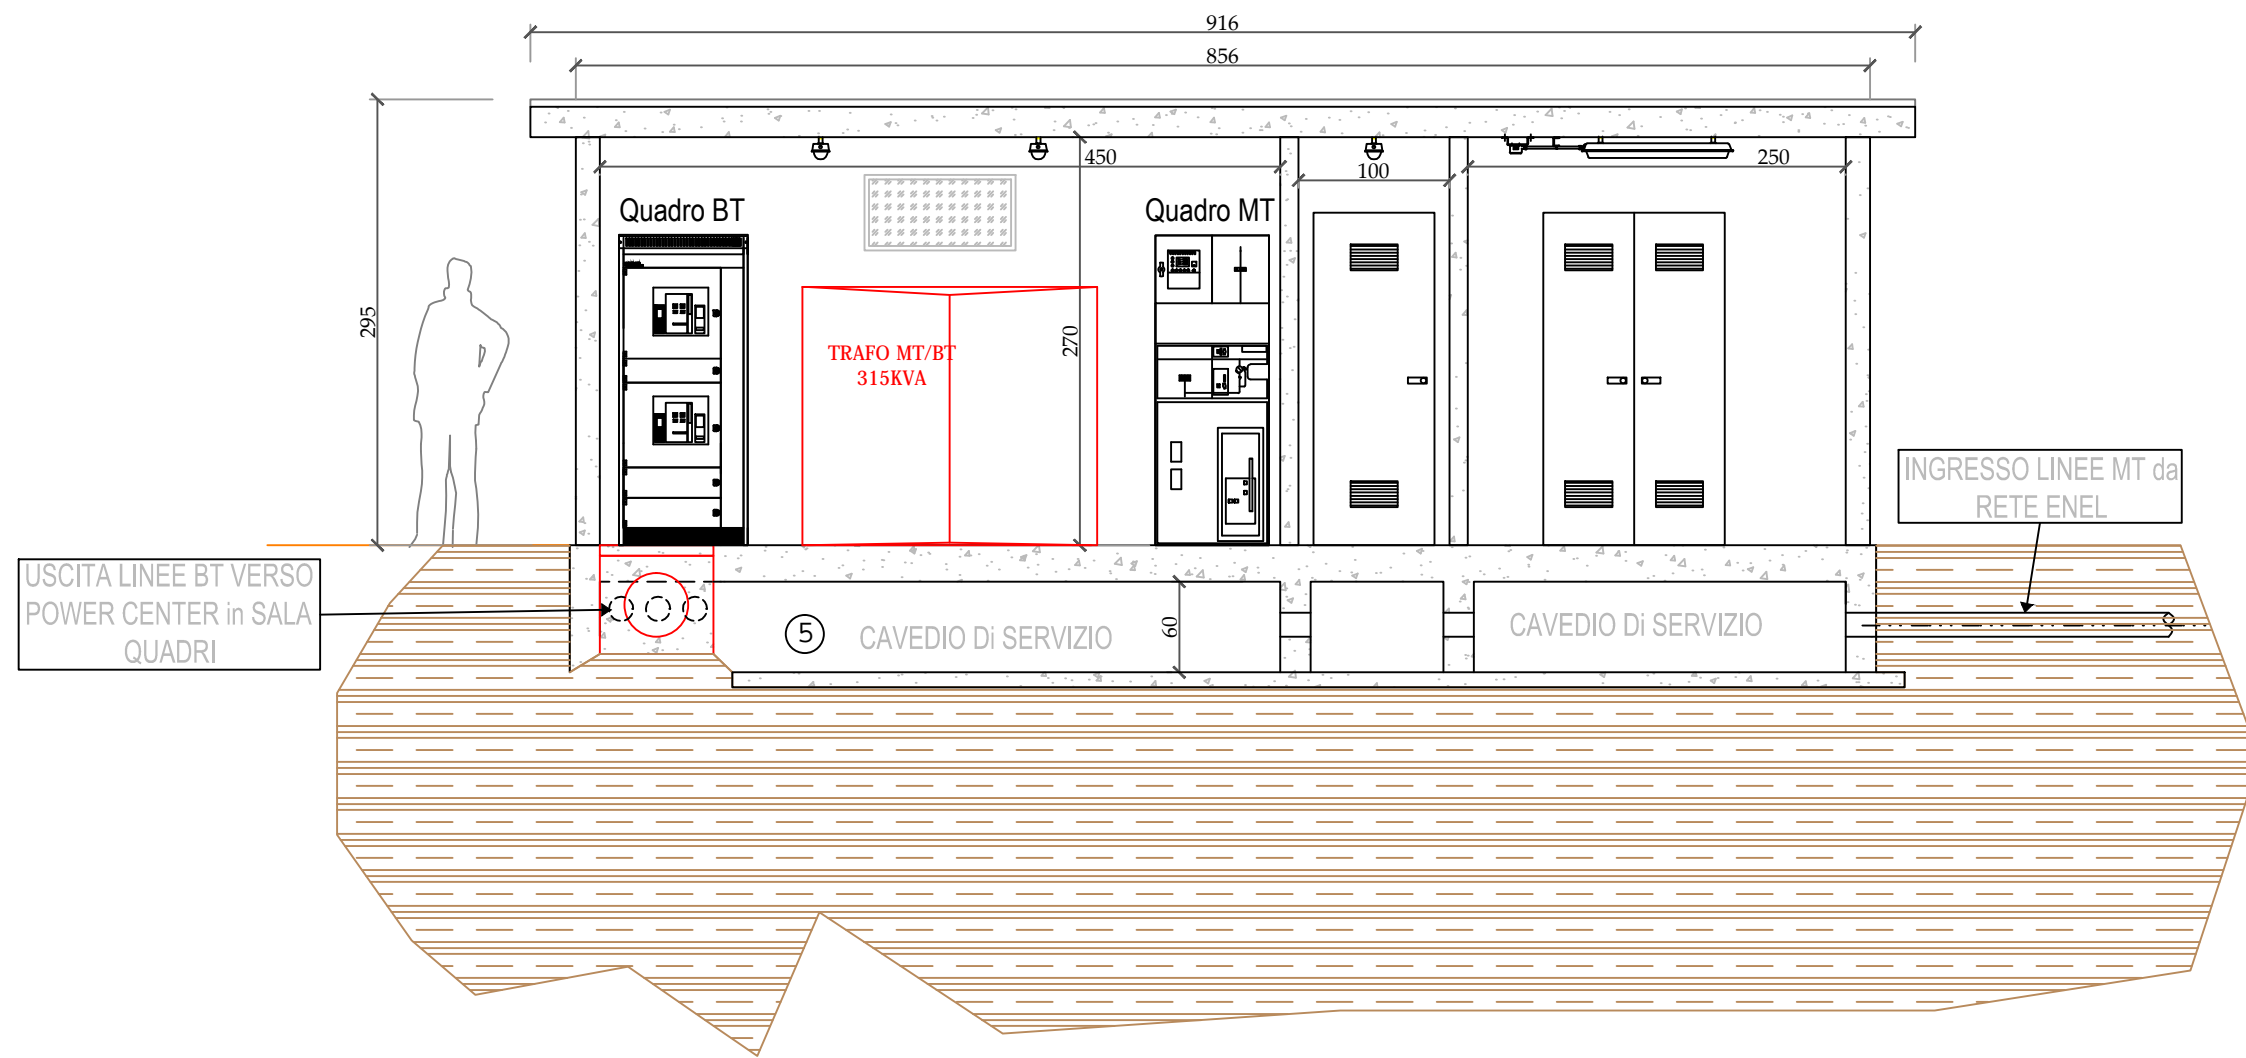 916
856
450
100
250
Quadro BT
Quadro MT
295
270
TRAFO MT/BT
315KVA
INGRESSO LINEE MT da
RETE ENEL
USCITA LINEE BT VERSO
POWER CENTER in SALA
QUADRI
5
CAVEDIO Di SERVIZIO
60
CAVEDIO Di SERVIZIO